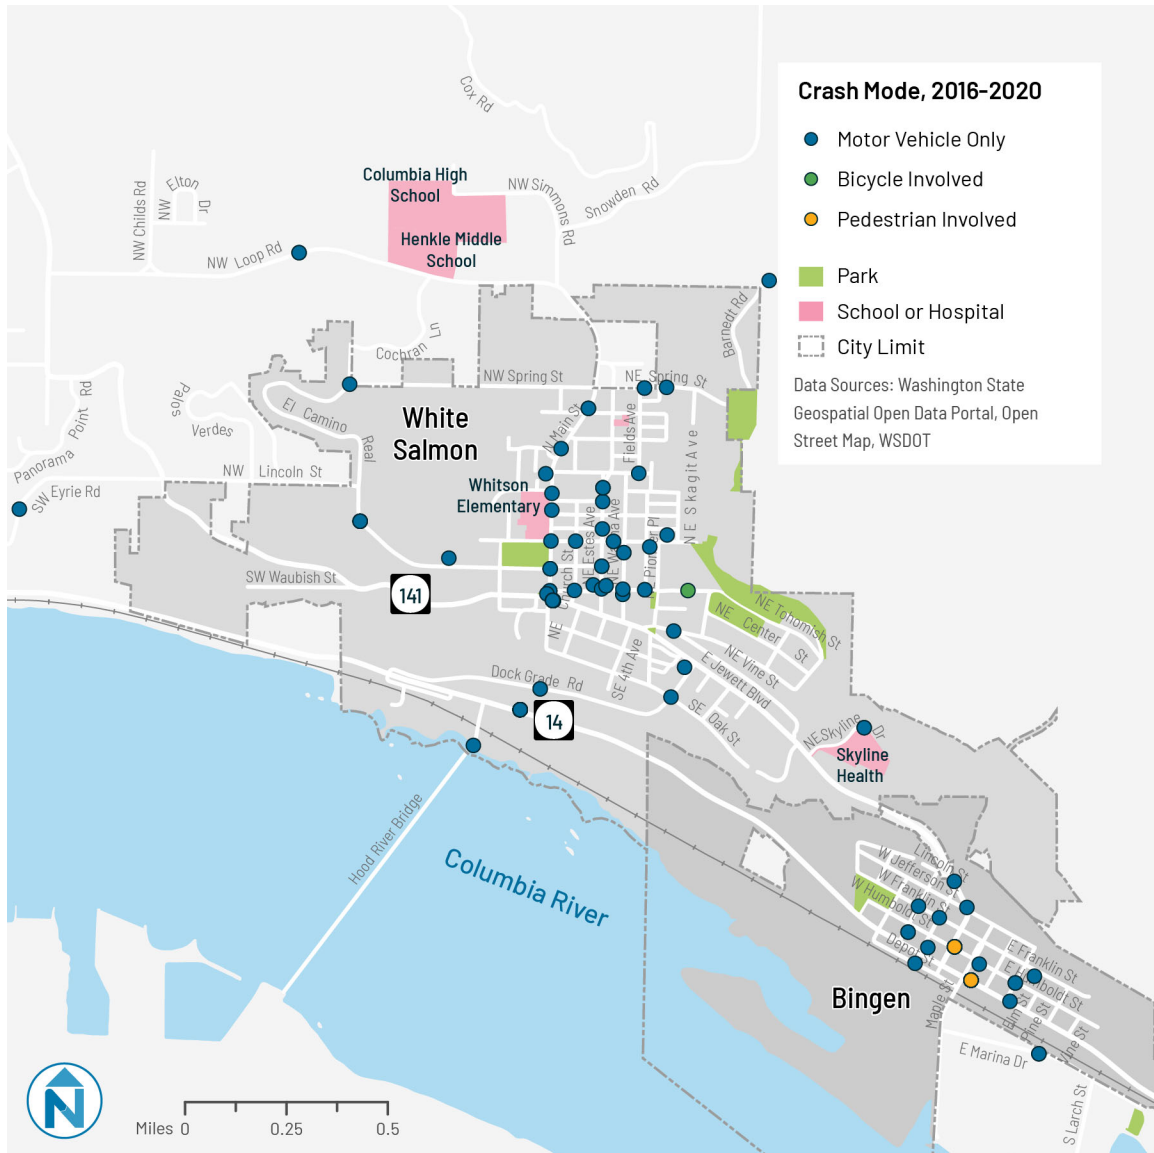 Crash Mode, 2016-2020
Motor Vehicle Only
Bicycle Involved
Pedestrian Involved
Park
School or Hospital
City Limit
Data Sources: Washington State
Geospatial Open Data Portal, Open
Street Map, WSDOT
Cox Rd
Columbia High
School
NW Simmons Rd
Snowden Rd
Henkle Middle
School
NW Childs Rd
NW Elton Dr
NW Loop Rd
Barnedt Rd
Cochran Ln
NW Spring St
NE Spring St
El Camino Real
White
Salmon
N Main St
Fields Ave
NE Skagit Ave
Palos
Verdes
Panorama Point Rd
NW Lincoln St
SW Eyrie Rd
Whitson
Elementary
NE Estes Ave
NE Church St
SW Waubish St
141
NE Tohomish St
NE Center St
NE Vine St
E Jewett Blvd
SE 4th Ave
Dock Grade Rd
14
SE Oak St
NE Skyline Dr
Skyline
Health
Hood River Bridge
Columbia River
Lincoln St
W Jefferson St
W Franklin St
W Humboldt St
Depot St
E Franklin St
E Humboldt St
Maple St
Elm St
Pine St
Vine St
Bingen
E Marina Dr
S Larch St
N
Miles 0
0.25
0.5